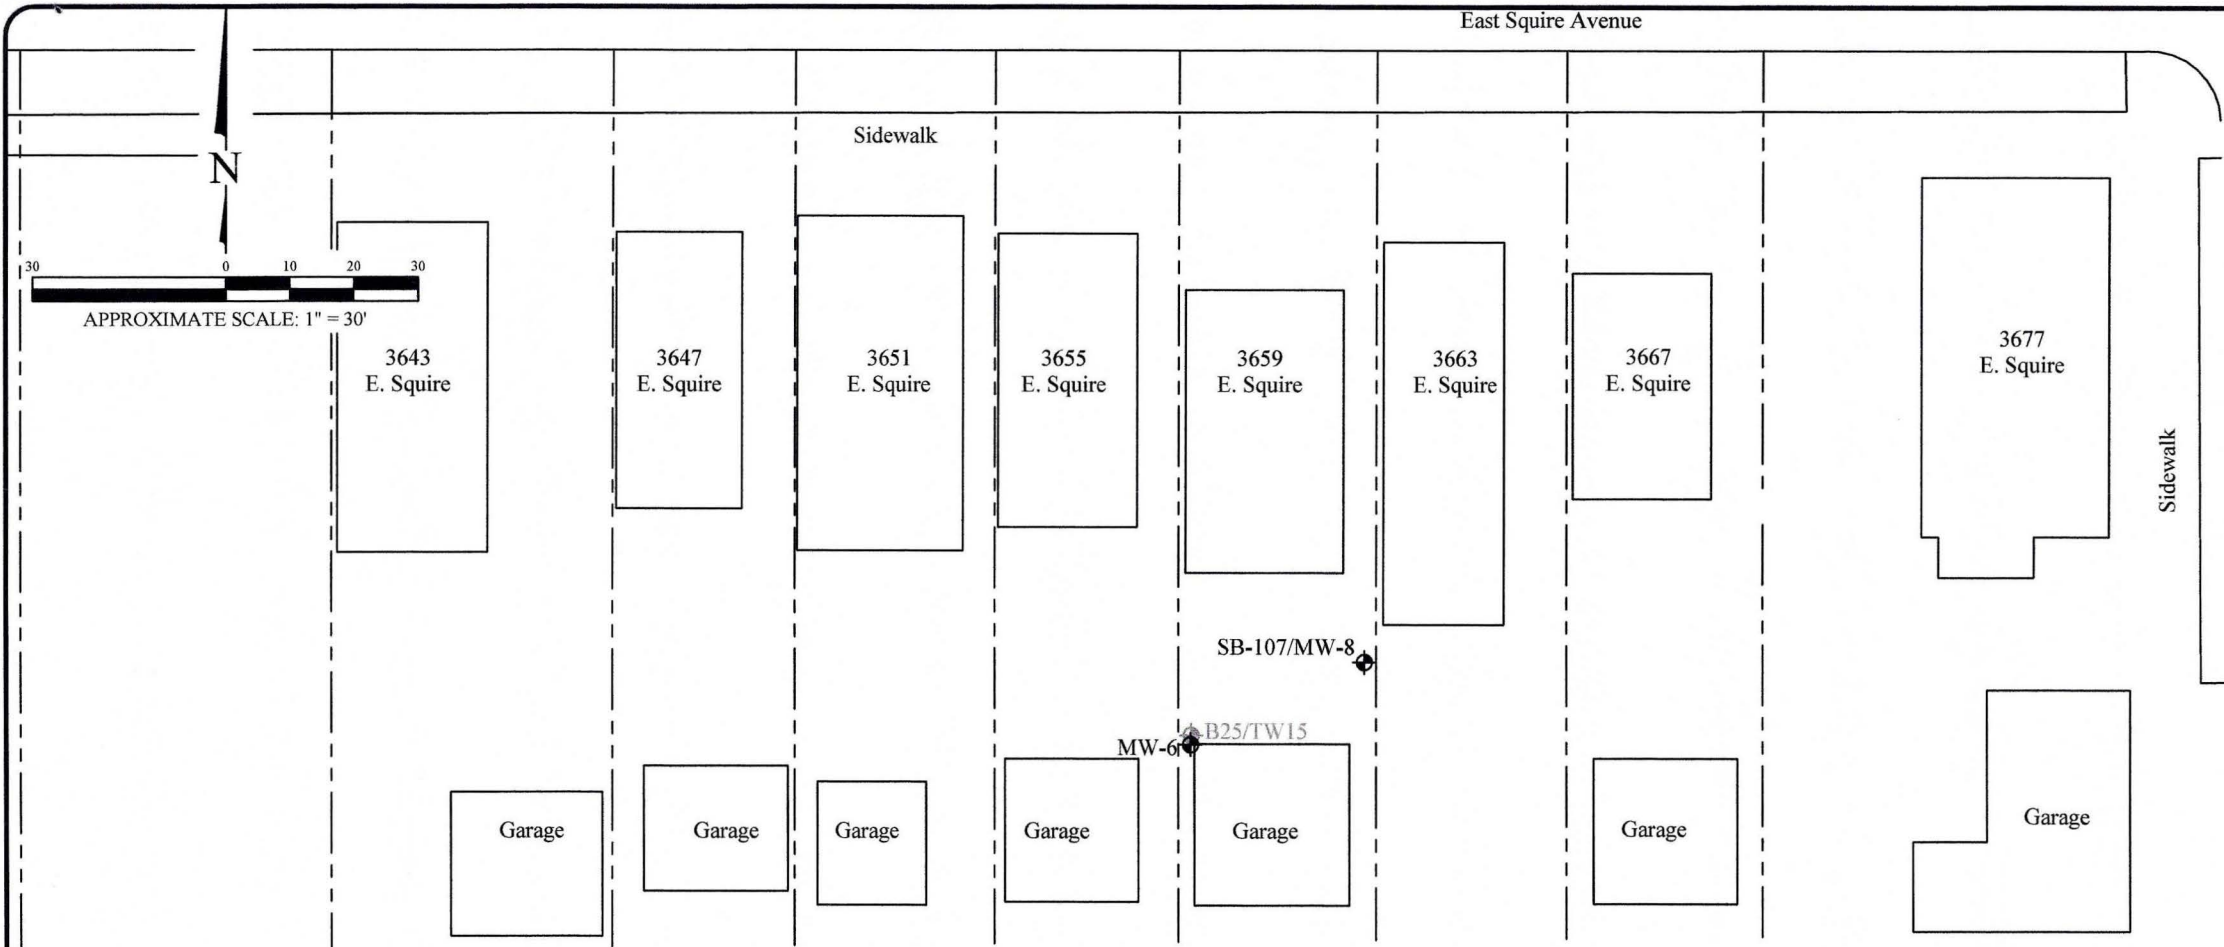 East Squire Avenue
Sidewalk
N
30 0 10 20 30
APPROXIMATE SCALE: 1" = 30'
3643
E. Squire
3647
E. Squire
3651
E. Squire
3655
E. Squire
3659
E. Squire
3663
E. Squire
3667
E. Squire
3677
E. Squire
Sidewalk
SB-107/MW-8
B25/TW15
MW-6
Garage
Garage
Garage
Garage
Garage
Garage
Garage